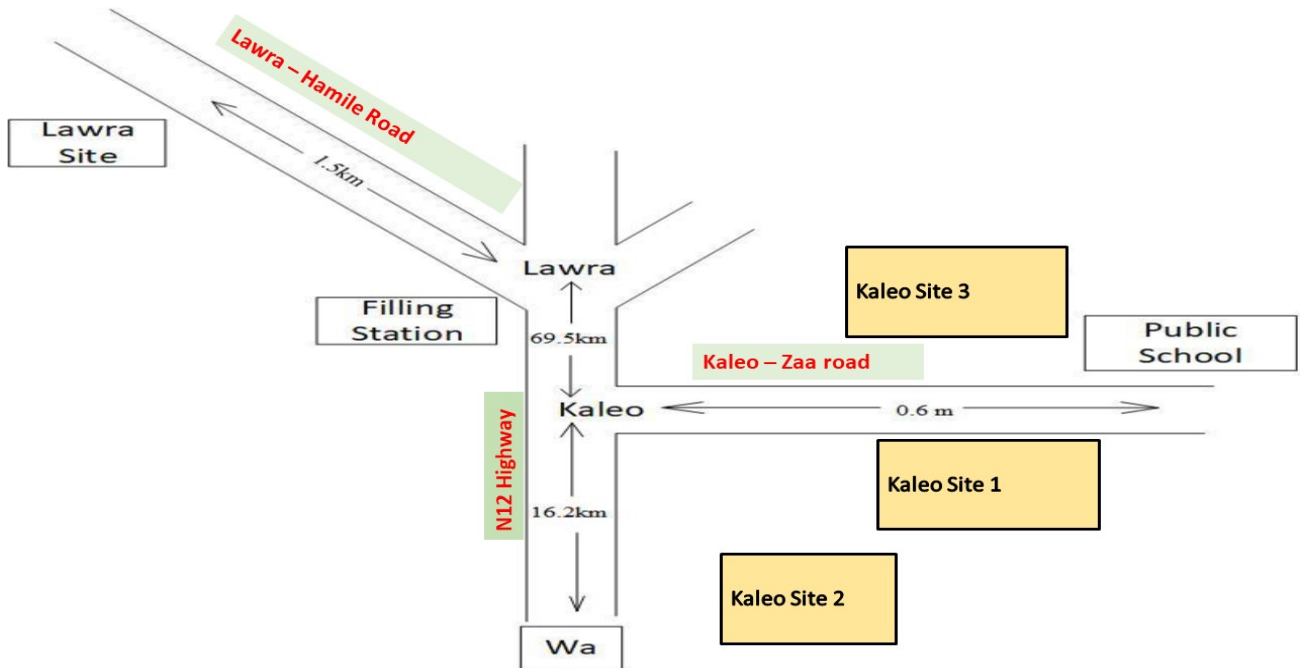 Lawra – Hamile Road
Lawra
Site
1.5km
Lawra
Filling
Station
69.5km
Kaleo Site 3
Public
School
Kaleo – Zaa road
Kaleo
0.6 m
N12 Highway
Kaleo Site 1
16.2km
Kaleo Site 2
Wa